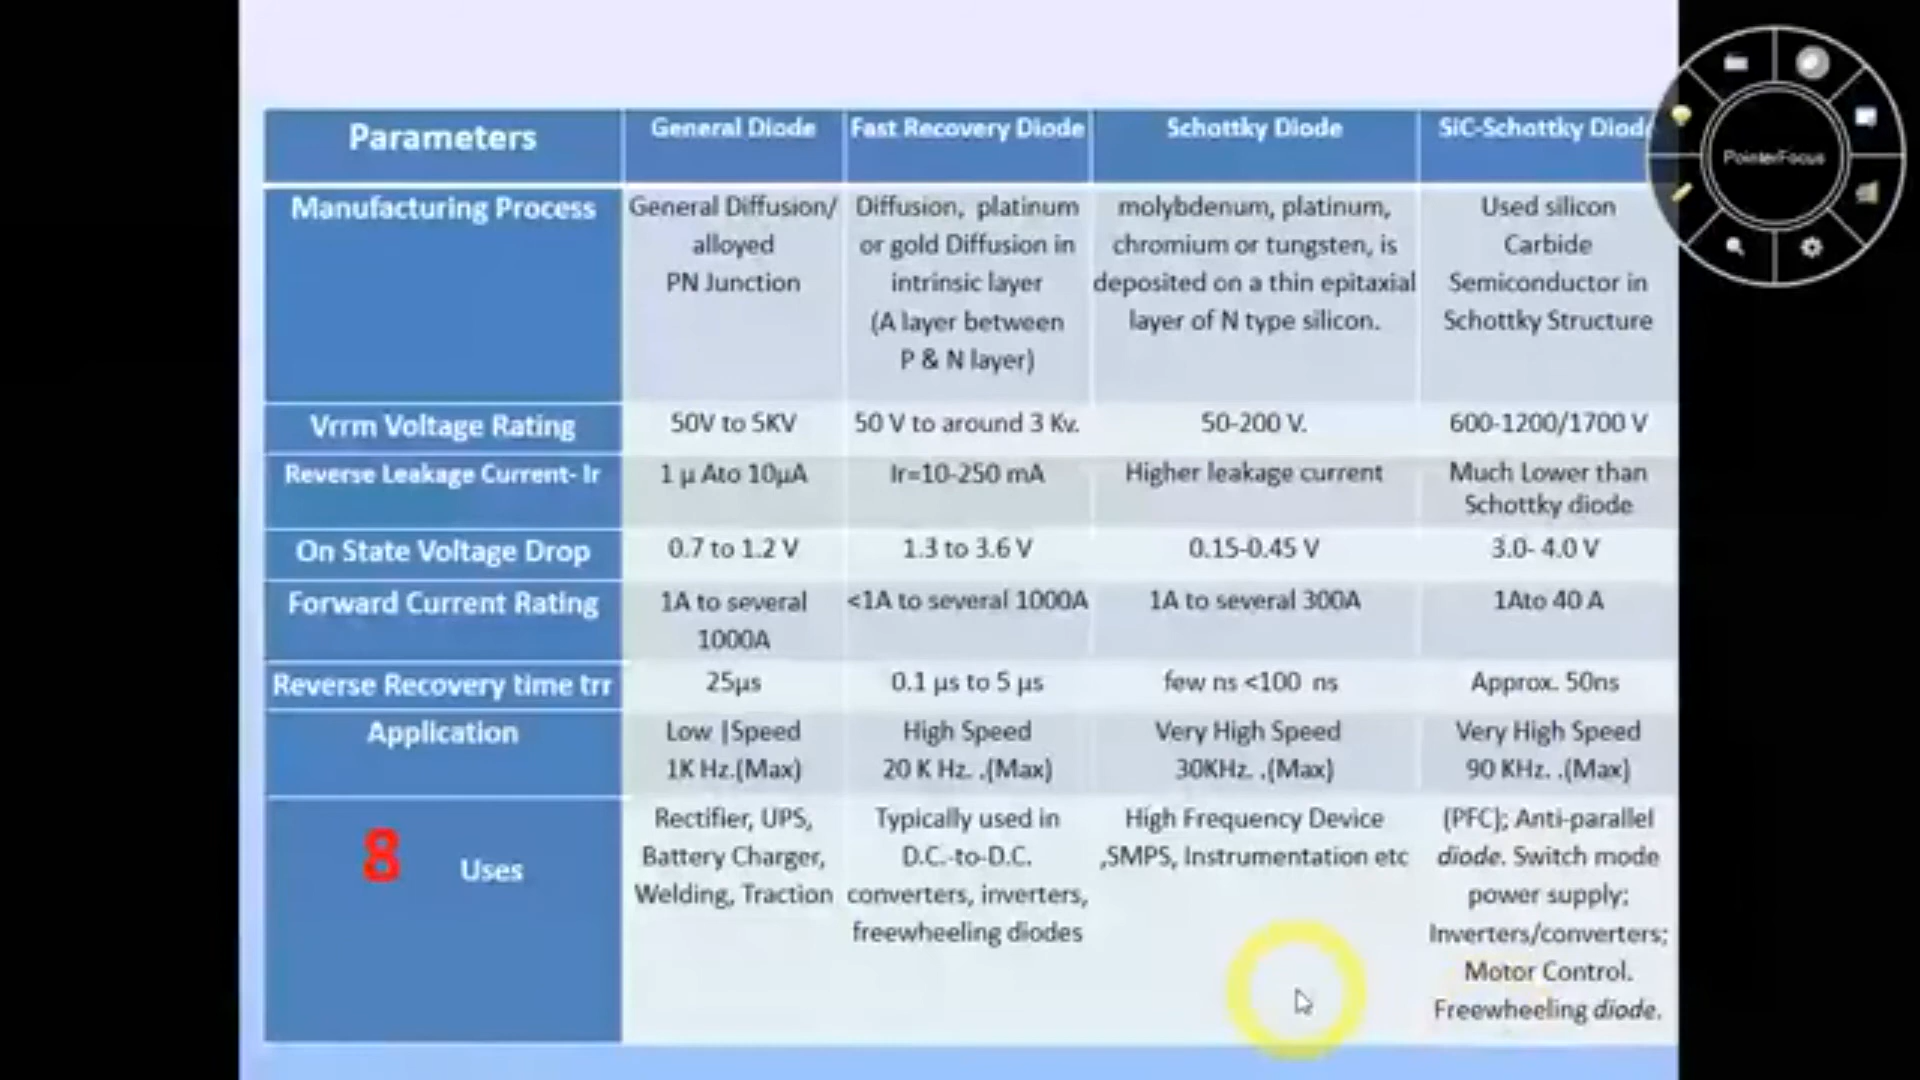 Parameters
General Diode
Fast Recovery Diode
Schottky Diode
SiC-Schottky Diod
PointerFocus
Manufacturing Process
General Diffusion/
alloyed
PN Junction
Diffusion, platinum
or gold Diffusion in
intrinsic layer
(A layer between
P & N layer)
molybdenum, platinum,
chromium or tungsten, is
deposited on a thin epitaxial
layer of N type silicon.
Used silicon
Carbide
Semiconductor in
Schottky Structure
Vrrm Voltage Rating
50V to 5KV
50 V to around 3 Kv.
50-200 V.
600-1200/1700 V
Reverse Leakage Current- Ir
1 µ Ato 10µA
Ir=10-250 mA
Higher leakage current
Much Lower than
Schottky diode
On State Voltage Drop
0.7 to 1.2 V
1.3 to 3.6 V
0.15-0.45 V
3.0- 4.0 V
Forward Current Rating
1A to several
1000A
<1A to several 1000A
1A to several 300A
1Ato 40 A
Reverse Recovery time trr
25µs
0.1 µs to 5 µs
few ns <100 ns
Approx. 50ns
Application
Low |Speed
1K Hz.(Max)
High Speed
20 K Hz. .(Max)
Very High Speed
30KHz. .(Max)
Very High Speed
90 KHz. .(Max)
8 Uses
Rectifier, UPS,
Battery Charger,
Welding, Traction
Typically used in
D.C.-to-D.C.
converters, inverters,
freewheeling diodes
High Frequency Device
,SMPS, Instrumentation etc
(PFC); Anti-parallel
diode. Switch mode
power supply;
Inverters/converters;
Motor Control.
Freewheeling diode.